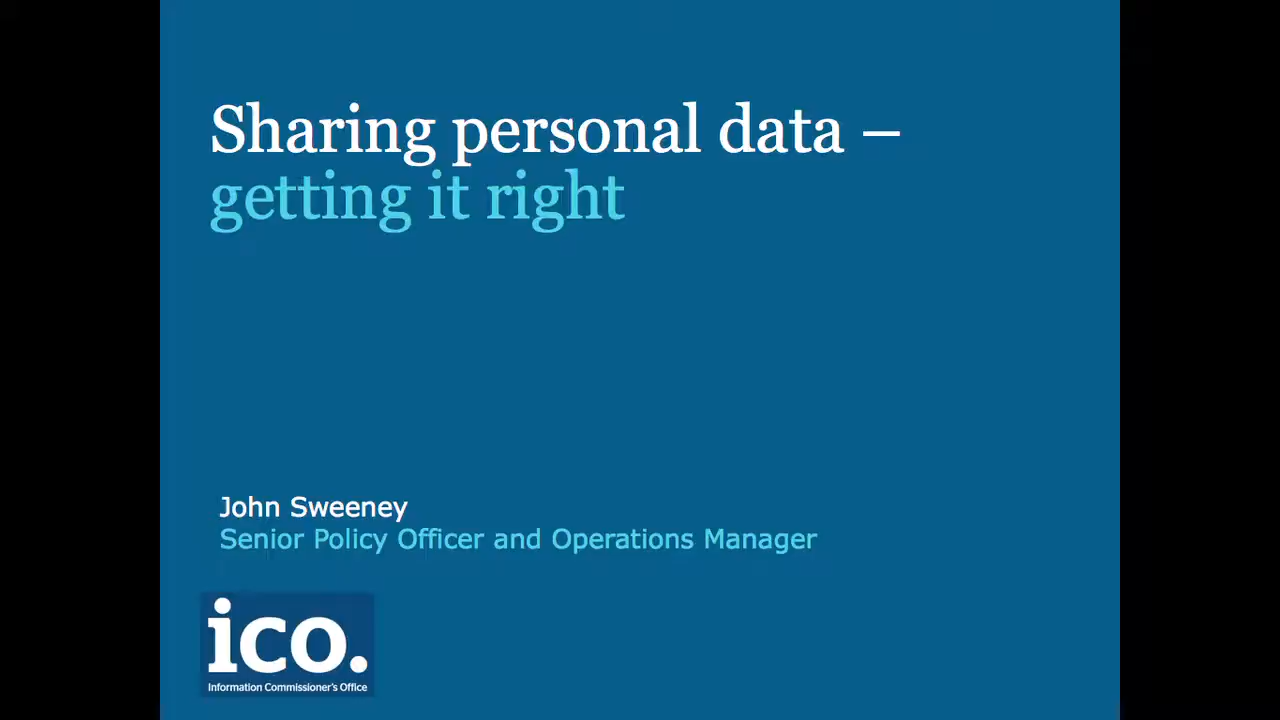 Sharing personal data –
getting it right
John Sweeney
Senior Policy Officer and Operations Manager
ico.
Information Commissioner's Office